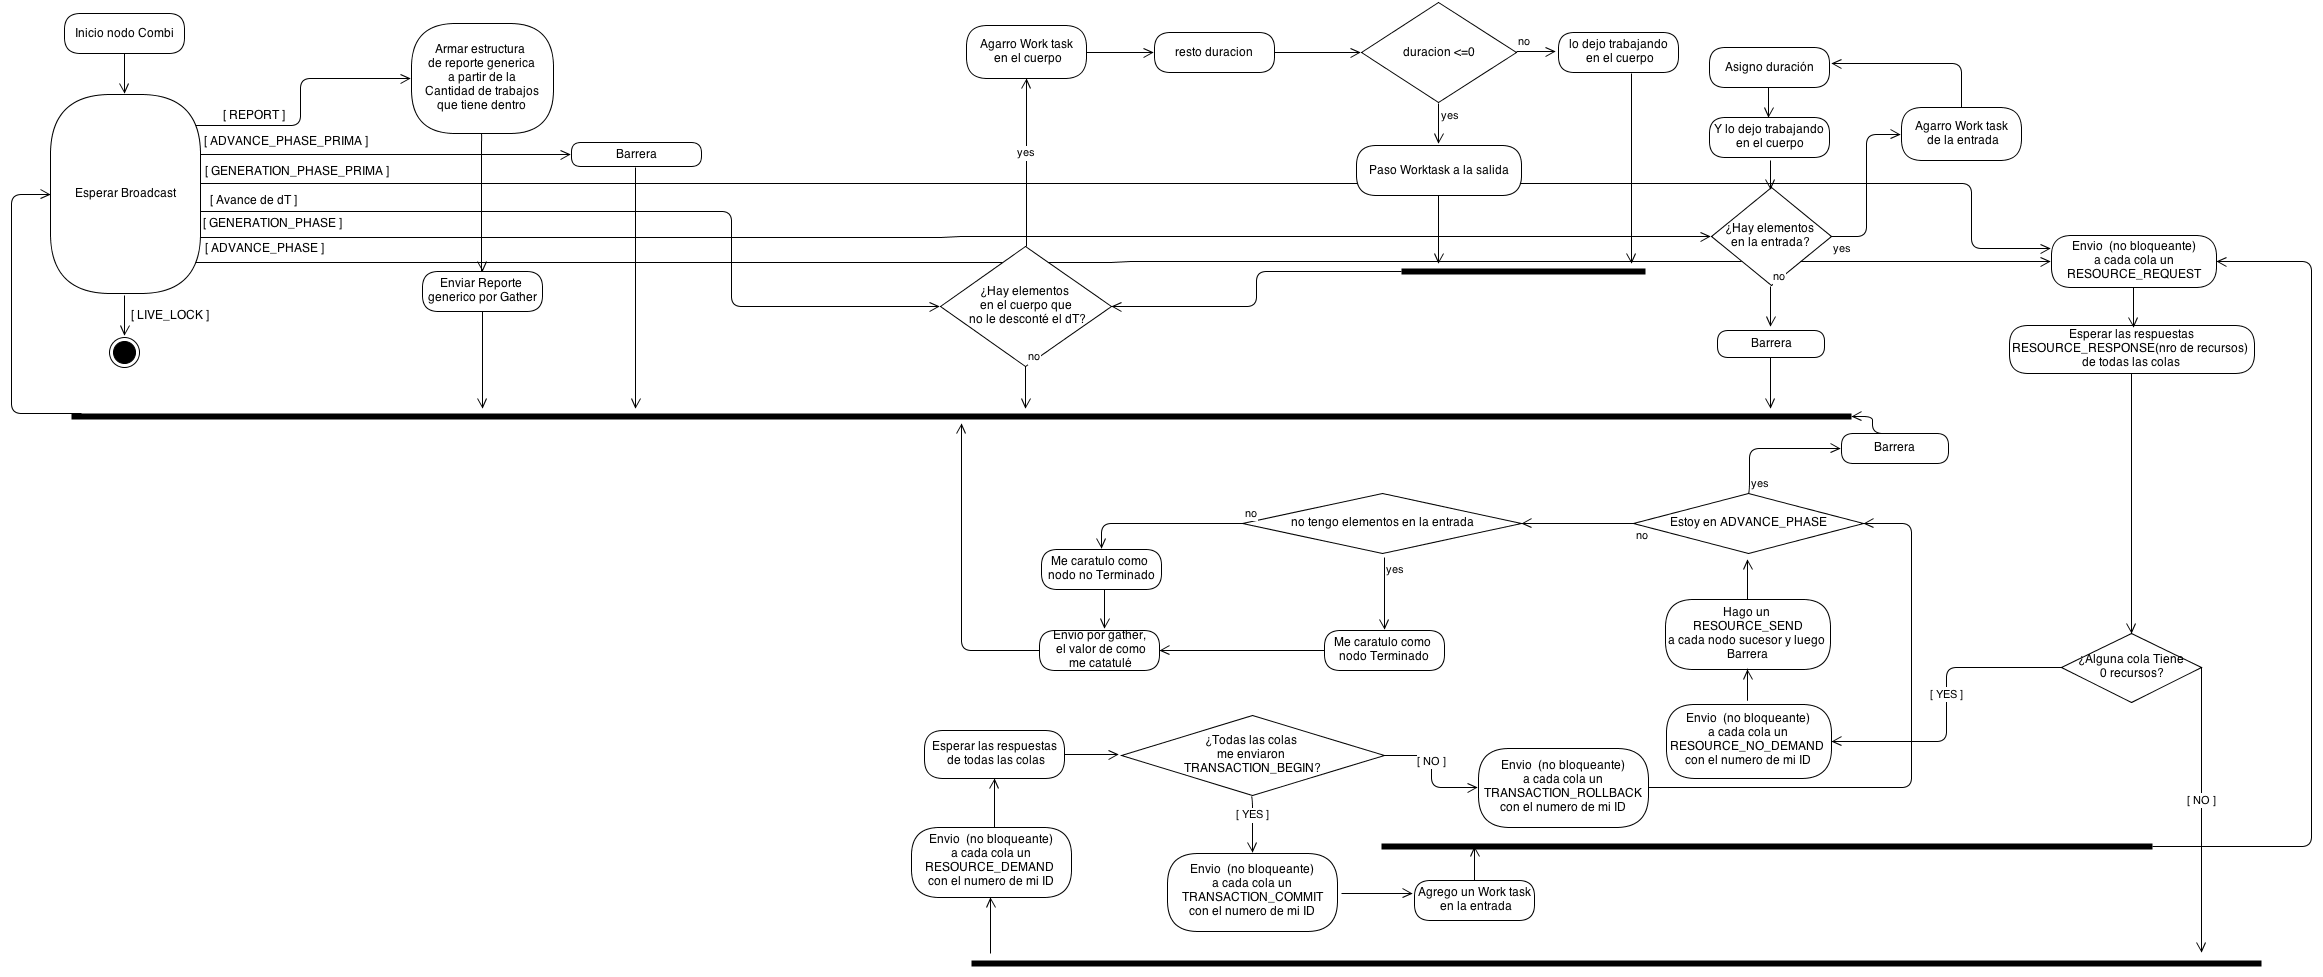 Inicio nodo Combi
Armar estructura
de reporte generica
a partir de la
Cantidad de trabajos
que tiene dentro
Agarro Work task
en el cuerpo
resto duracion
duracion <=0
no
lo dejo trabajando
en el cuerpo
Asigno duración
[ REPORT ]
yes
Y lo dejo trabajando
en el cuerpo
Agarro Work task
de la entrada
[ ADVANCE_PHASE_PRIMA ]
Barrera
yes
Paso Worktask a la salida
[ GENERATION_PHASE_PRIMA ]
Esperar Broadcast
[ Avance de dT ]
[ GENERATION_PHASE ]
[ ADVANCE_PHASE ]
¿Hay elementos
en la entrada?
yes
no
Envio (no bloqueante)
a cada cola un
RESOURCE_REQUEST
Enviar Reporte
generico por Gather
¿Hay elementos
en el cuerpo que
no le desconté el dT?
no
[ LIVE_LOCK ]
Barrera
Esperar las respuestas
RESOURCE_RESPONSE(nro de recursos)
de todas las colas
Barrera
yes
no
no tengo elementos en la entrada
Estoy en ADVANCE_PHASE
no
Me caratulo como
nodo no Terminado
yes
Hago un
RESOURCE_SEND
a cada nodo sucesor y luego
Barrera
Envio por gather,
el valor de como
me catatulé
Me caratulo como
nodo Terminado
¿Alguna cola Tiene
0 recursos?
[ YES ]
Envio (no bloqueante)
a cada cola un
RESOURCE_NO_DEMAND
con el numero de mi ID
Esperar las respuestas
de todas las colas
¿Todas las colas
me enviaron
TRANSACTION_BEGIN?
[ NO ]
Envio (no bloqueante)
a cada cola un
TRANSACTION_ROLLBACK
con el numero de mi ID
[ NO ]
[ YES ]
Envio (no bloqueante)
a cada cola un
RESOURCE_DEMAND
con el numero de mi ID
Envio (no bloqueante)
a cada cola un
TRANSACTION_COMMIT
con el numero de mi ID
Agrego un Work task
en la entrada